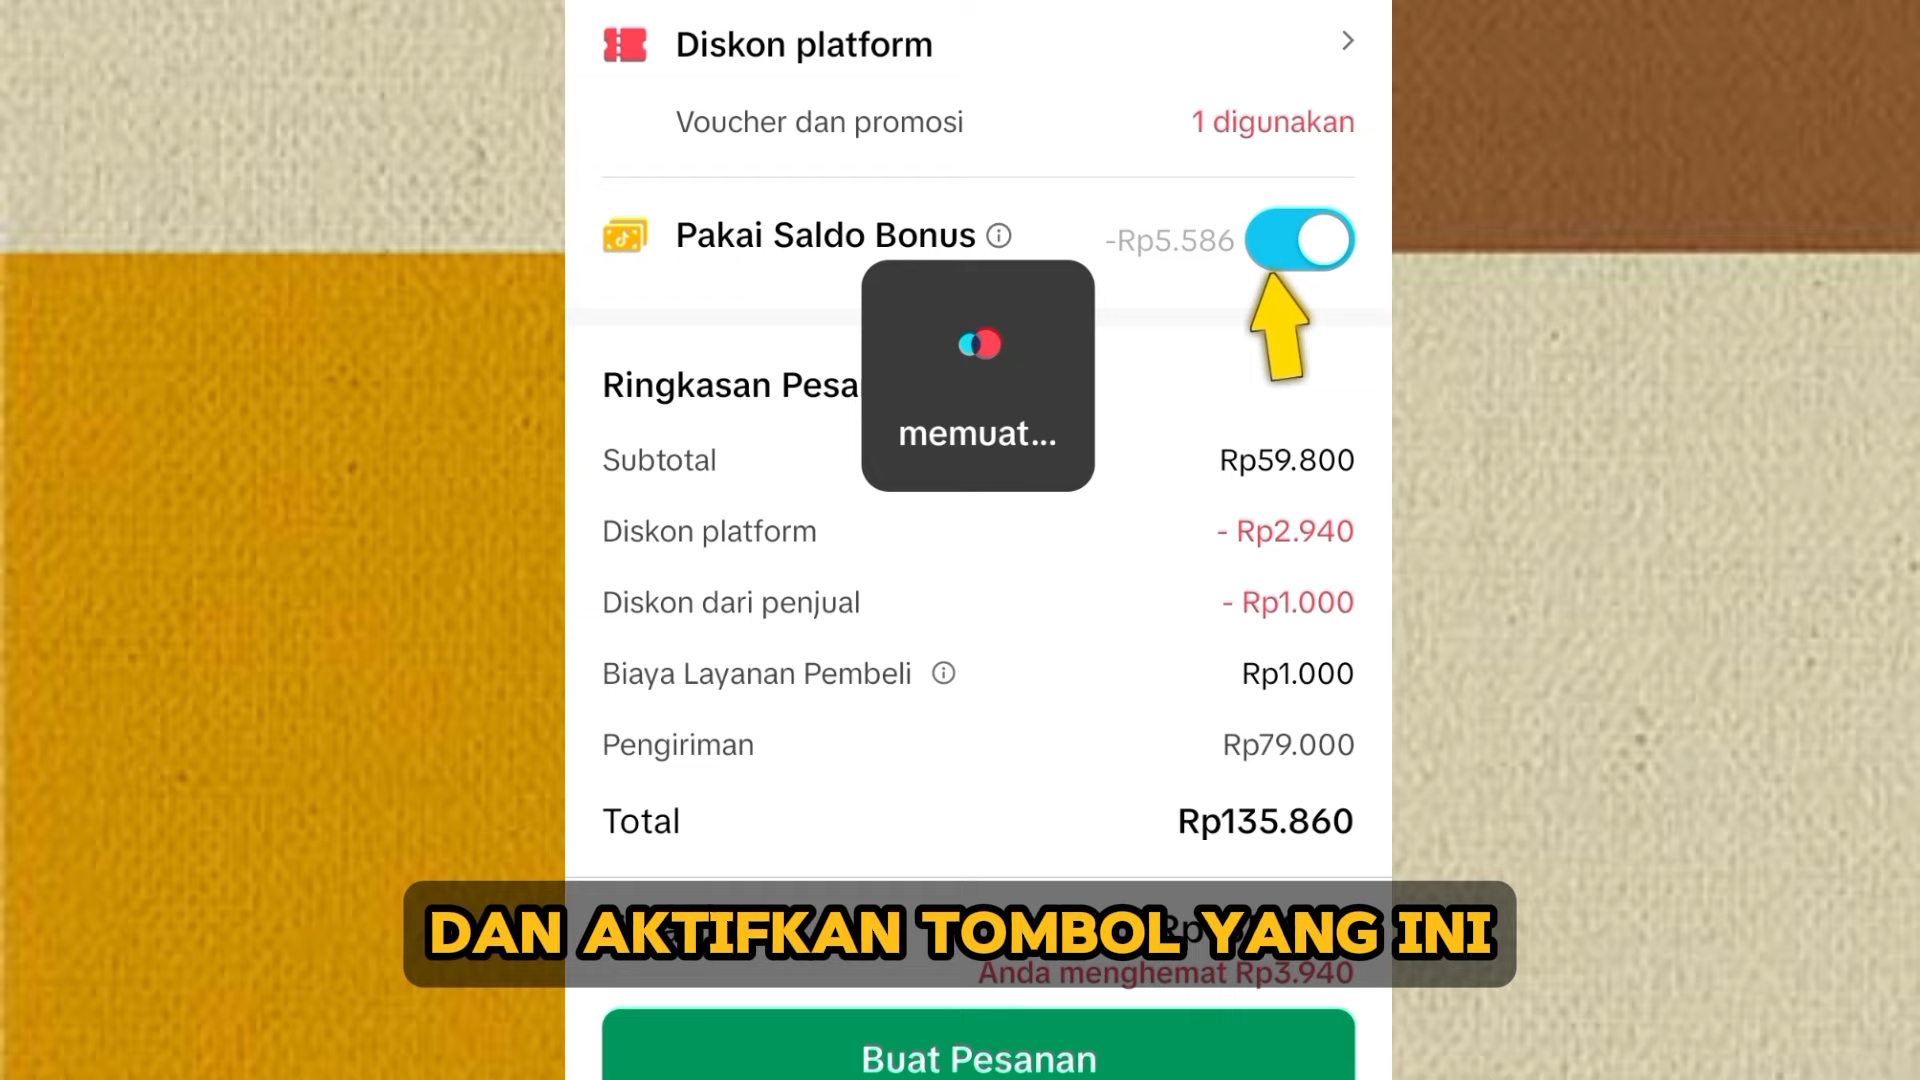 Diskon platform
Voucher dan promosi 1 digunakan
Pakai Saldo Bonus -Rp5.586
memuat...
Ringkasan Pesa
Subtotal Rp59.800
Diskon platform - Rp2.940
Diskon dari penjual - Rp1.000
Biaya Layanan Pembeli Rp1.000
Pengiriman Rp79.000
Total Rp135.860
DAN AKTIFKAN TOMBOL YANG INI
Anda menghemat Rp3.940
Buat Pesanan